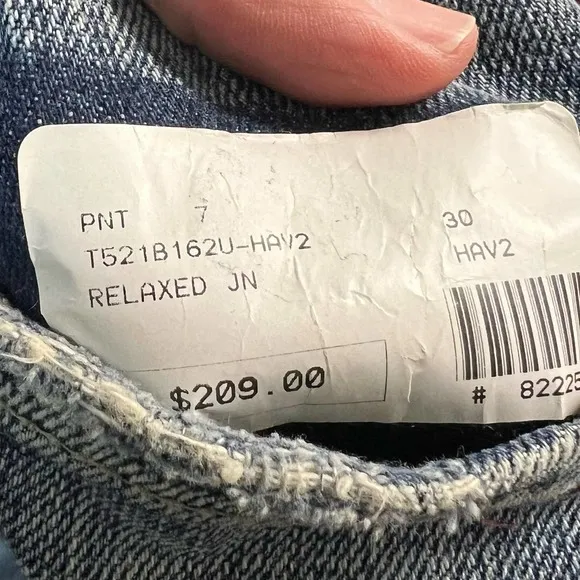 PNT 7 30
T521B162U-HAV2 HAV2
RELAXED JN
$209.00
# 82225